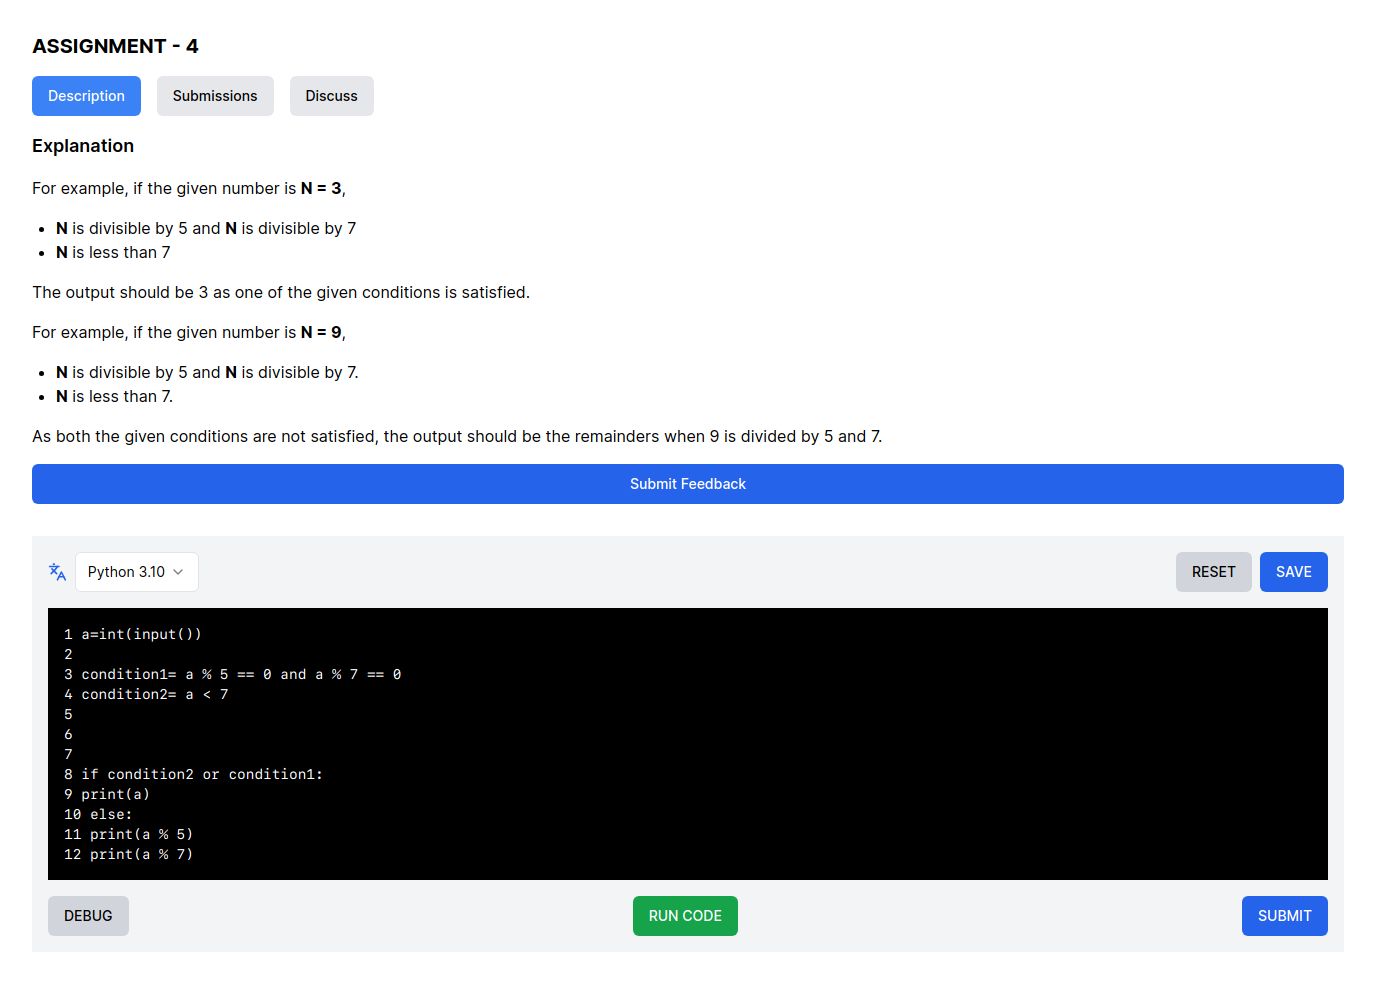 ASSIGNMENT - 4
Description Submissions Discuss
Explanation
For example, if the given number is N = 3,
• N is divisible by 5 and N is divisible by 7
• N is less than 7
The output should be 3 as one of the given conditions is satisfied.
For example, if the given number is N = 9,
• N is divisible by 5 and N is divisible by 7.
• N is less than 7.
As both the given conditions are not satisfied, the output should be the remainders when 9 is divided by 5 and 7.
Submit Feedback
Python 3.10 RESET SAVE
1 a=int(input())
2
3 condition1= a % 5 == 0 and a % 7 == 0
4 condition2= a < 7
5
6
7
8 if condition2 or condition1:
9 print(a)
10 else:
11 print(a % 5)
12 print(a % 7)
DEBUG RUN CODE SUBMIT